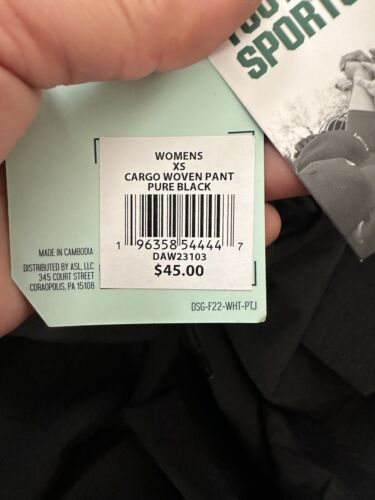 SPORTS
WOMENS
XS
CARGO WOVEN PANT
PURE BLACK
1 96358 54444 7
DAW23103
$45.00
MADE IN CAMBODIA
DISTRIBUTED BY ASL, LLC
345 COURT STREET
CORAOPOLIS, PA 15108
DSG-F22-WHT-PTJ